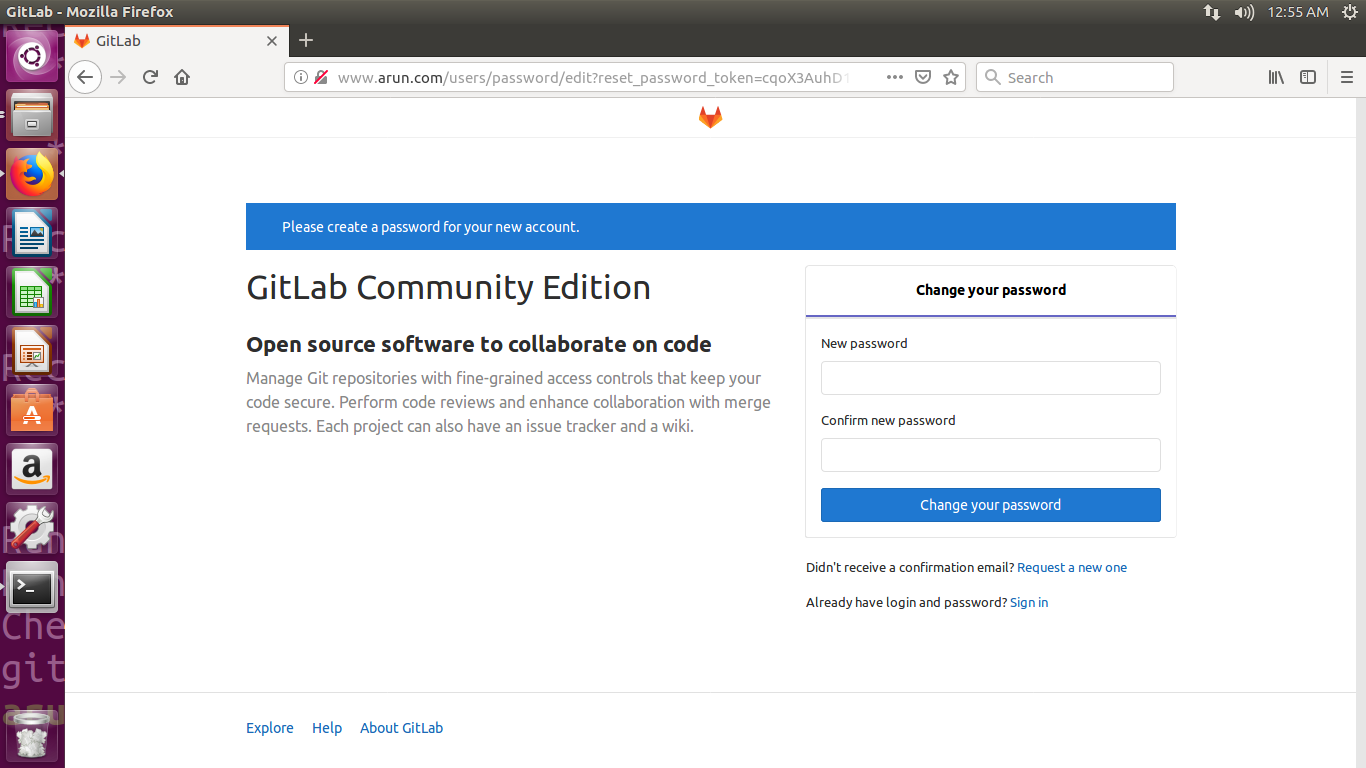 GitLab - Mozilla Firefox
12:55 AM
GitLab
www.arun.com/users/password/edit?reset_password_token=cqoX3AuhD1
Search
Please create a password for your new account.
GitLab Community Edition
Open source software to collaborate on code
Manage Git repositories with fine-grained access controls that keep your
code secure. Perform code reviews and enhance collaboration with merge
requests. Each project can also have an issue tracker and a wiki.
Change your password
New password
Confirm new password
Change your password
Didn't receive a confirmation email? Request a new one
Already have login and password? Sign in
Explore Help About GitLab
Che
git